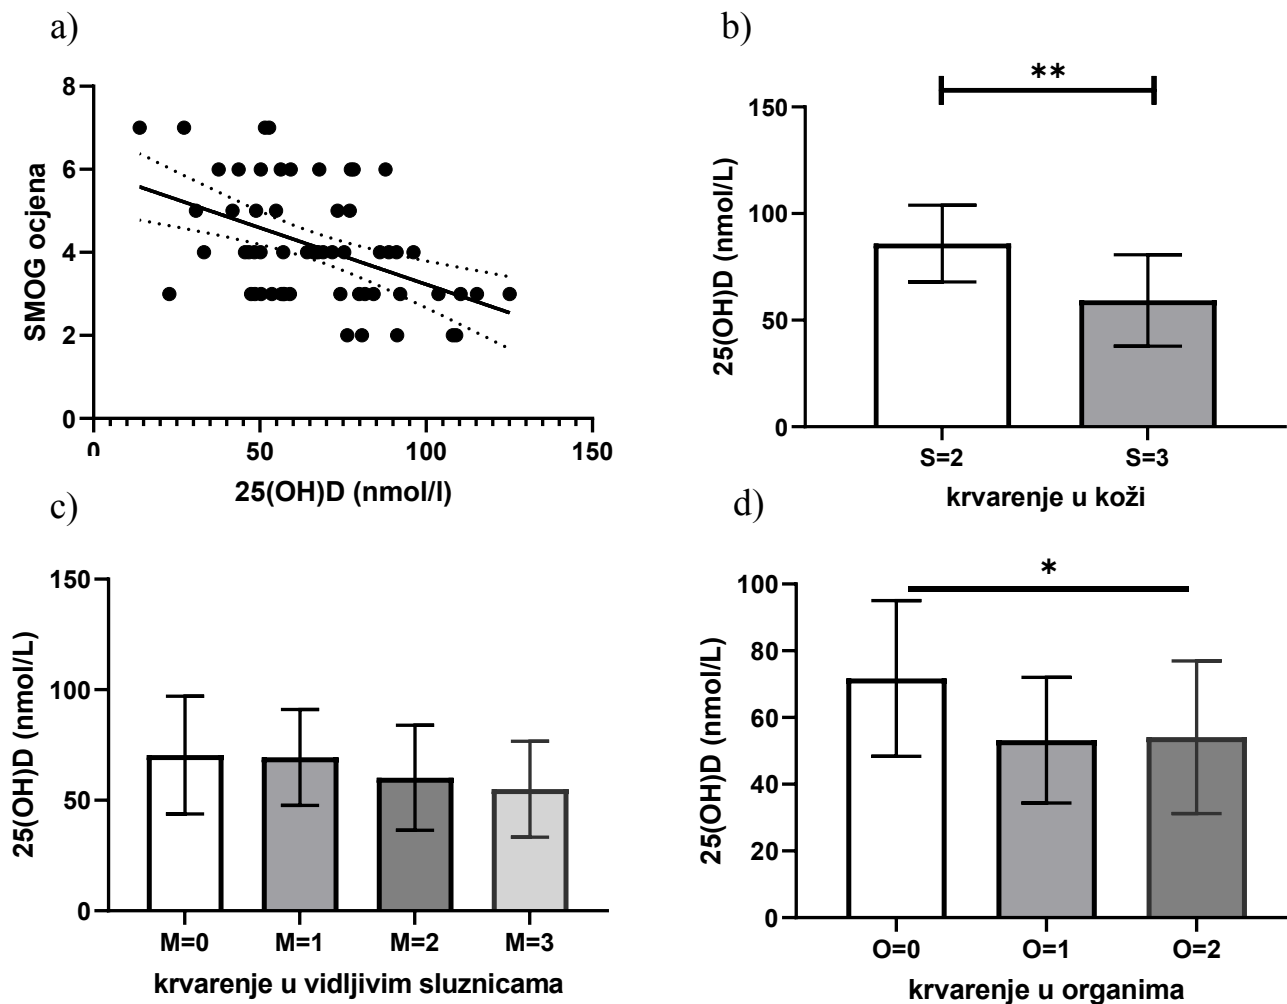 a)
SMOG ocjena
8
6
4
2
0
0 50 100 150
25(OH)D (nmol/l)
b)
**
25(OH)D (nmol/L)
150
100
50
0
S=2 S=3
krvarenje u koži
c)
25(OH)D (nmol/L)
150
100
50
0
M=0 M=1 M=2 M=3
krvarenje u vidljivim sluznicama
d)
*
25(OH)D (nmol/L)
100
80
60
40
20
0
O=0 O=1 O=2
krvarenje u organima